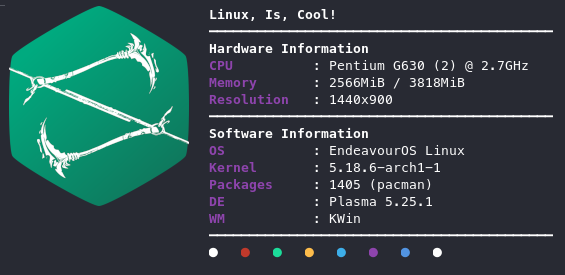 Linux, Is, Cool!
Hardware Information
CPU : Pentium G630 (2) @ 2.7GHz
Memory : 2566MiB / 3818MiB
Resolution : 1440x900
Software Information
OS : EndeavourOS Linux
Kernel : 5.18.6-arch1-1
Packages : 1405 (pacman)
DE : Plasma 5.25.1
WM : KWin